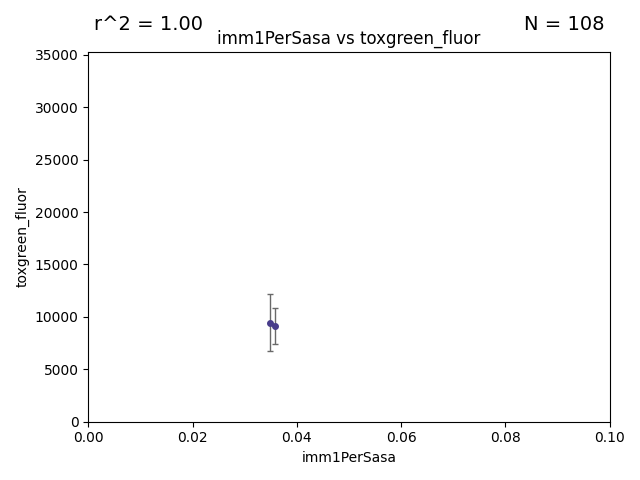 r^2 = 1.00
N = 108
imm1PerSasa vs toxgreen_fluor
35000
30000
25000
20000
15000
10000
5000
0
toxgreen_fluor
0.00 0.02 0.04 0.06 0.08 0.10
imm1PerSasa